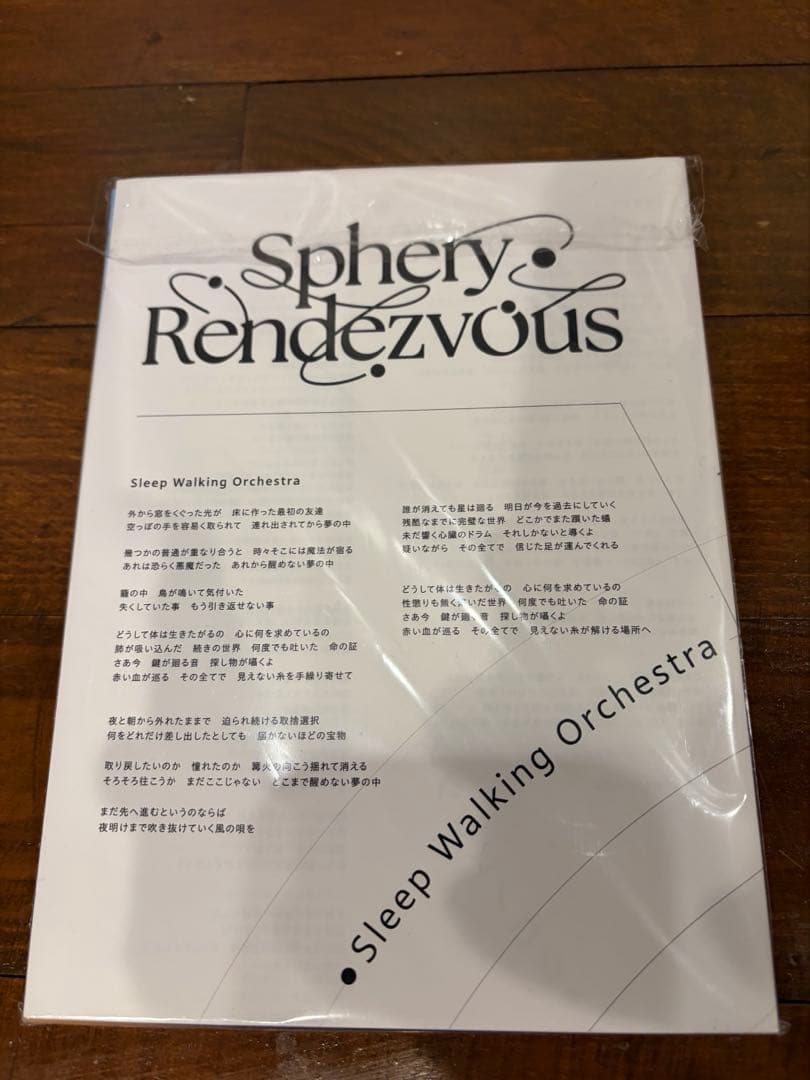 Sphery
Rendezvous
Sleep Walking Orchestra
外から窓をくぐった光が　床に作った最初の友達
空っぽの手を容易く取られて　連れ出されてから夢の中
幾つかの普通が重なり合うと　時々そこには魔法が宿る
あれは恐らく悪魔だった　あれから醒めない夢の中
籠の中　鳥が鳴いて気付いた
失くしていた事　もう引き返せない事
どうして体は生きたがるの　心に何を求めているの
肺が吸い込んだ　続きの世界　何度でも吐いた　命の証
さあ今　鍵が廻る音　探し物が囁くよ
赤い血が巡る　その全てで　見えない糸を手繰り寄せて
夜と朝から外れたままで　迫られ続ける取捨選択
何をどれだけ差し出したとしても　届かないほどの宝物
取り戻したいのか　憧れたのか　篝火の向こう揺れて消える
そろそろ往こうか　まだここじゃない　どこまで醒めない夢の中
まだ先へ進むというのならば
夜明けまで吹き抜けていく風の唄を
誰が消えても星は廻る　明日が今を過去にしていく
残酷なまでに完璧な世界　どこかでまた躓いた蟻
未だ響く心臓のドラム　それしかないと導くよ
疑いながら　その全てで　信じた足が運んでくれる
どうして体は生きたがるの　心に何を求めているの
性懲りも無く　いだ世界　何度でも吐いた　命の証
さあ今　鍵が廻る音　探し物が囁くよ
赤い血が巡る　その全てで　見えない糸が解ける場所へ
Sleep Walking Orchestra